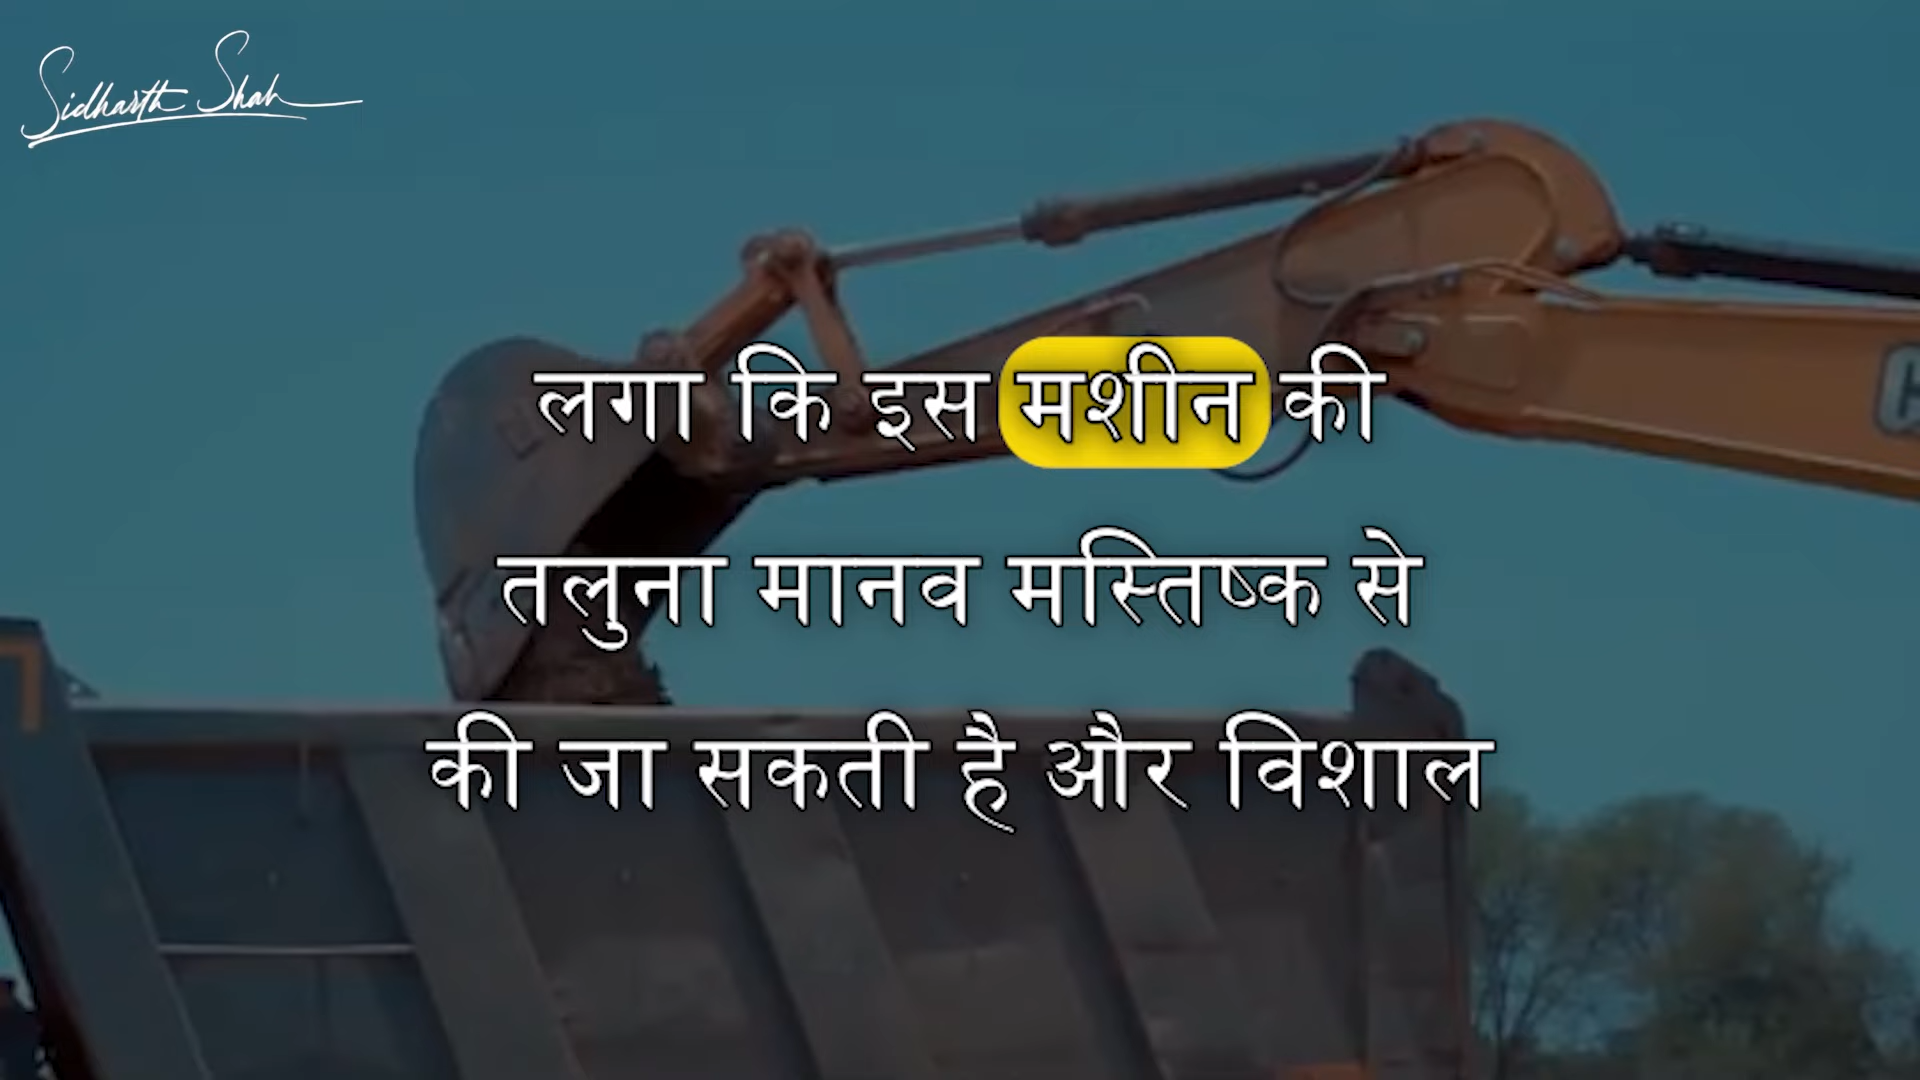 Sidharth Shah
लगा कि इस मशीन की
तलुना मानव मस्तिष्क से
की जा सकती है और विशाल